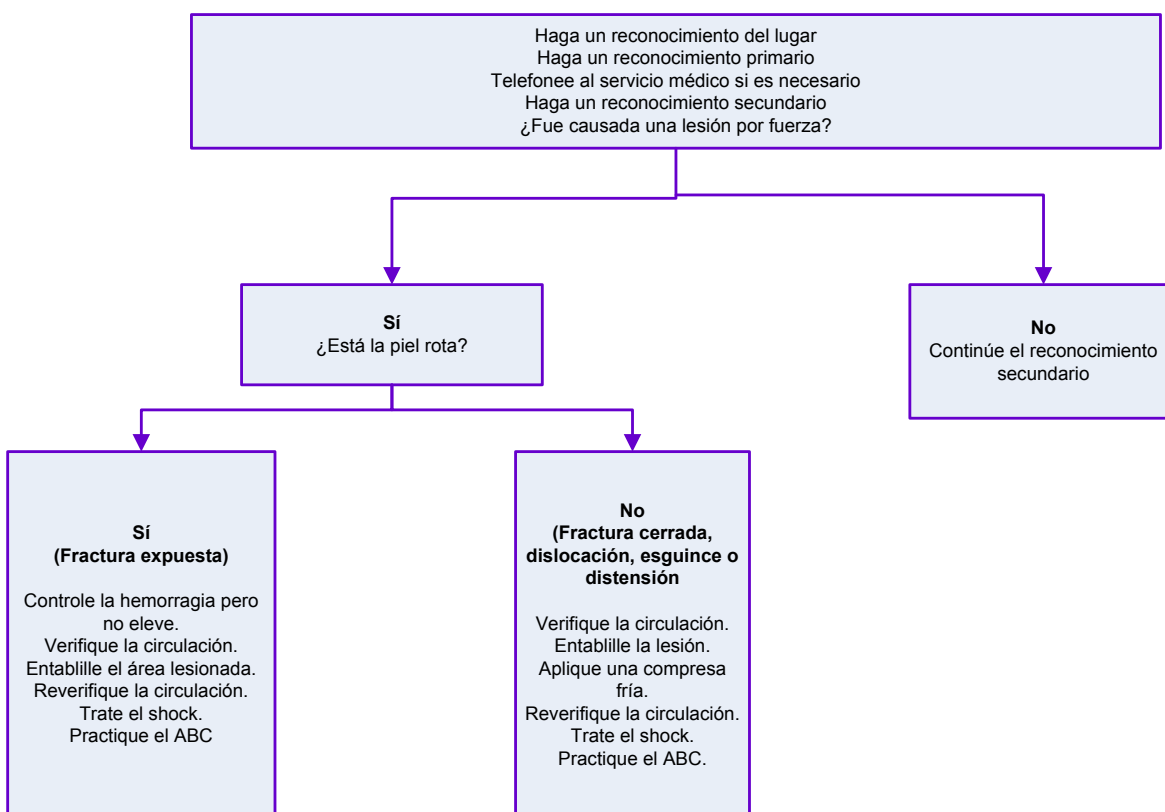 Haga un reconocimiento del lugar
Haga un reconocimiento primario
Telefonee al servicio médico si es necesario
Haga un reconocimiento secundario
¿Fue causada una lesión por fuerza?
Sí
¿Está la piel rota?
No
Continúe el reconocimiento
secundario
Sí
(Fractura expuesta)
Controle la hemorragia pero
no eleve.
Verifique la circulación.
Entablille el área lesionada.
Reverifique la circulación.
Trate el shock.
Practique el ABC
No
(Fractura cerrada,
dislocación, esguince o
distensión
Verifique la circulación.
Entablille la lesión.
Aplique una compresa
fría.
Reverifique la circulación.
Trate el shock.
Practique el ABC.